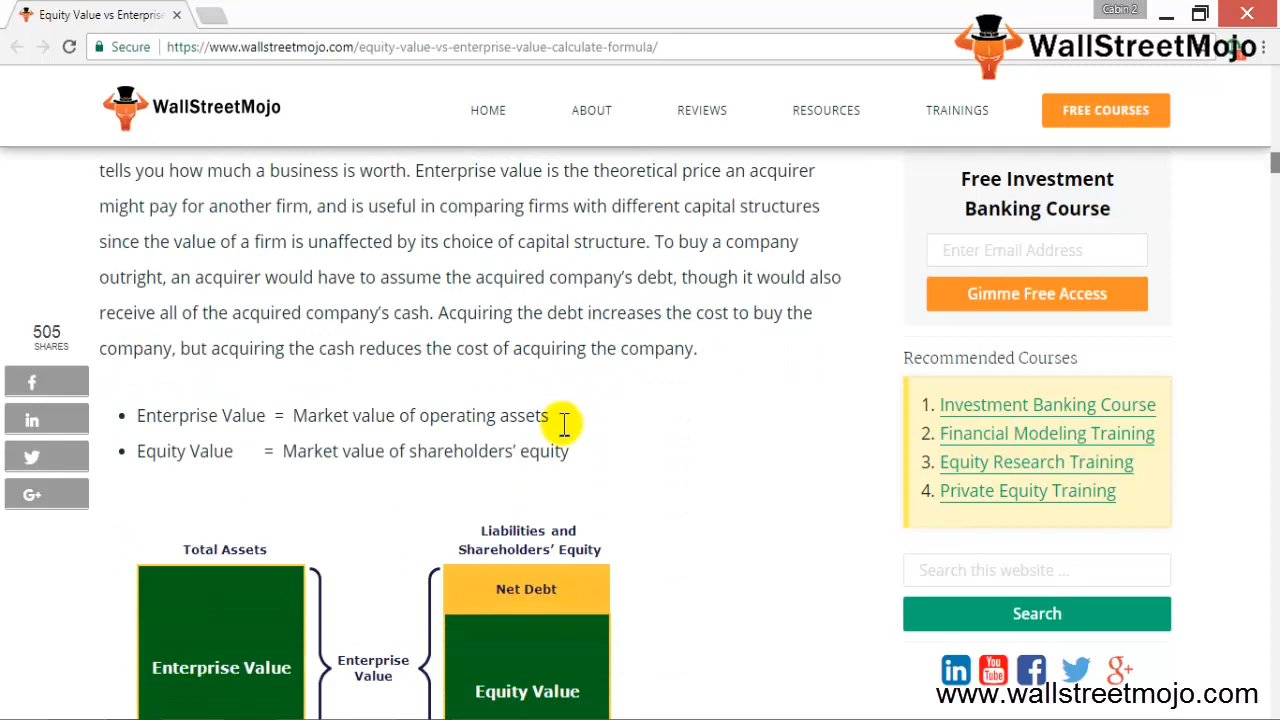 Equity Value vs Enterpris
Cabin 2
Secure
https://www.wallstreetmojo.com/equity-value-vs-enterprise-value-calculate-formula/
WallStreetMojo
WallStreetMojo
HOME
ABOUT
REVIEWS
RESOURCES
TRAININGS
FREE COURSES
tells you how much a business is worth. Enterprise value is the theoretical price an acquirer
might pay for another firm, and is useful in comparing firms with different capital structures
since the value of a firm is unaffected by its choice of capital structure. To buy a company
outright, an acquirer would have to assume the acquired company’s debt, though it would also
receive all of the acquired company’s cash. Acquiring the debt increases the cost to buy the
company, but acquiring the cash reduces the cost of acquiring the company.
505
SHARES
Enterprise Value = Market value of operating assets
Equity Value = Market value of shareholders’ equity
Total Assets
Liabilities and
Shareholders’ Equity
Net Debt
Enterprise Value
Enterprise
Value
Equity Value
Free Investment
Banking Course
Enter Email Address
Gimme Free Access
Recommended Courses
1. Investment Banking Course
2. Financial Modeling Training
3. Equity Research Training
4. Private Equity Training
Search this website ...
Search
www.wallstreetmojo.com